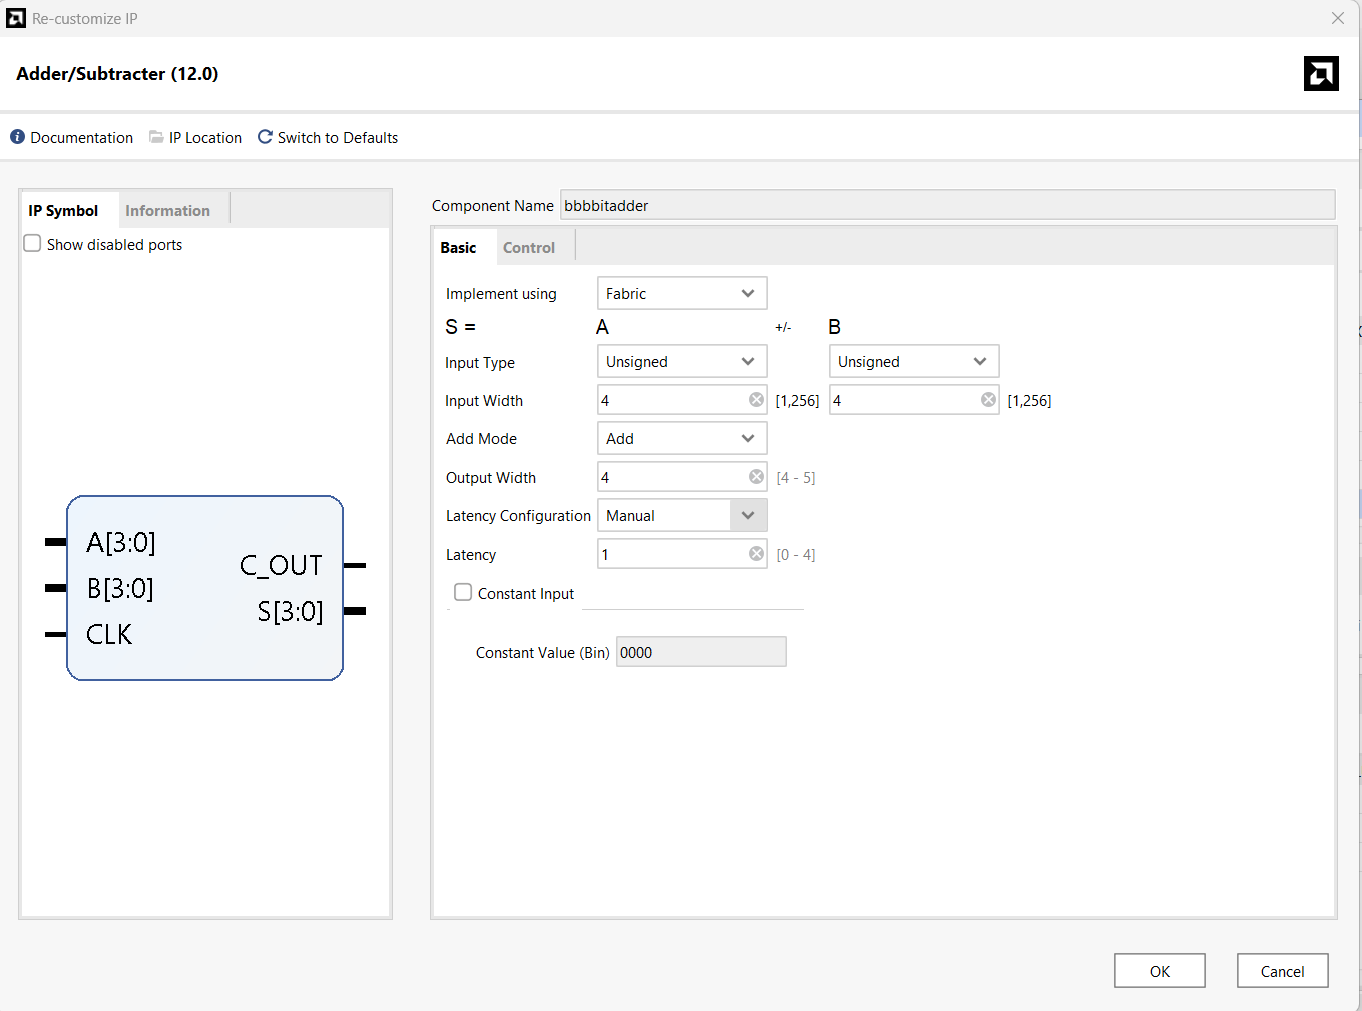 Re-customize IP
Adder/Subtracter (12.0)
Documentation IP Location Switch to Defaults
IP Symbol Information
Show disabled ports
A[3:0]
B[3:0]
CLK
C_OUT
S[3:0]
Component Name bbbbitadder
Basic Control
Implement using Fabric
S = A +/- B
Input Type Unsigned Unsigned
Input Width 4 [1,256] 4 [1,256]
Add Mode Add
Output Width 4 [4 - 5]
Latency Configuration Manual
Latency 1 [0 - 4]
Constant Input
Constant Value (Bin) 0000
OK Cancel